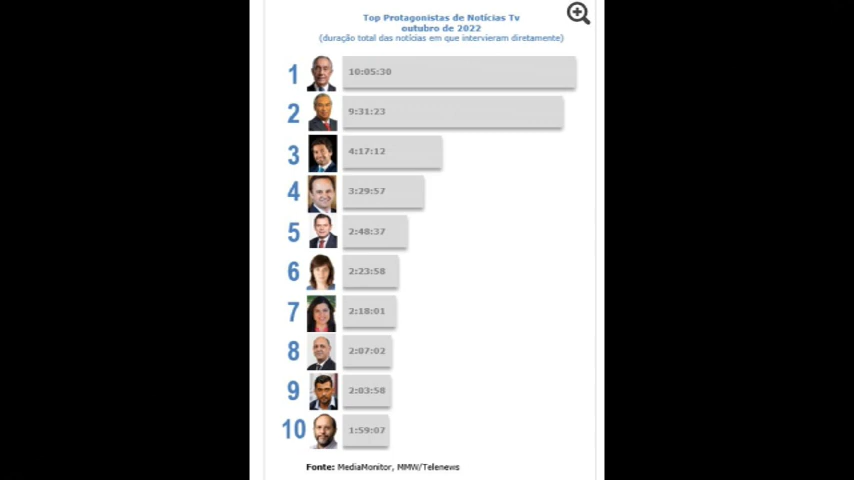 Top Protagonistas de Notícias Tv
outubro de 2022
(duração total das notícias em que intervieram diretamente)
1 10:05:30
2 9:31:23
3 4:17:12
4 3:29:57
5 2:48:37
6 2:23:58
7 2:18:01
8 2:07:02
9 2:03:58
10 1:59:07
Fonte: MediaMonitor, MMW/Telenews